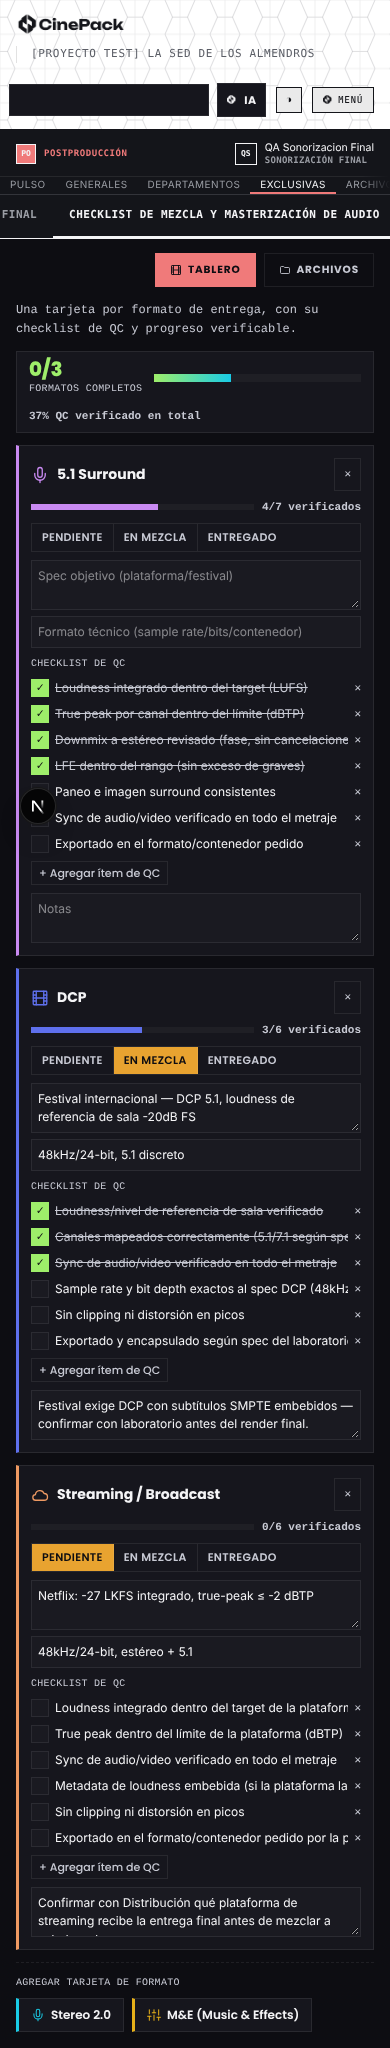 CinePack
[PROYECTO TEST] LA SED DE LOS ALMENDROS
IA
MENÚ
PO
POSTPRODUCCIÓN
QS
QA Sonorizacion Final
SONORIZACIÓN FINAL
PULSO
GENERALES
DEPARTAMENTOS
EXCLUSIVAS
ARCHIV
FINAL
CHECKLIST DE MEZCLA Y MASTERIZACIÓN DE AUDIO
TABLERO
ARCHIVOS
Una tarjeta por formato de entrega, con su
checklist de QC y progreso verificable.
0/3
FORMATOS COMPLETOS
37% QC verificado en total
5.1 Surround
×
4/7 verificados
PENDIENTE
EN MEZCLA
ENTREGADO
Spec objetivo (plataforma/festival)
Formato técnico (sample rate/bits/contenedor)
CHECKLIST DE QC
✓ Loudness integrado dentro del target (LUFS) ×
✓ True peak por canal dentro del límite (dBTP) ×
✓ Downmix a estéreo revisado (fase, sin cancelacione ×
✓ LFE dentro del rango (sin exceso de graves) ×
Paneo e imagen surround consistentes ×
N
Sync de audio/video verificado en todo el metraje ×
Exportado en el formato/contenedor pedido ×
+ Agregar ítem de QC
Notas
DCP
×
3/6 verificados
PENDIENTE
EN MEZCLA
ENTREGADO
Festival internacional — DCP 5.1, loudness de
referencia de sala -20dB FS
48kHz/24-bit, 5.1 discreto
CHECKLIST DE QC
✓ Loudness/nivel de referencia de sala verificado ×
✓ Canales mapeados correctamente (5.1/7.1 según spe ×
✓ Sync de audio/video verificado en todo el metraje ×
Sample rate y bit depth exactos al spec DCP (48kHz ×
Sin clipping ni distorsión en picos ×
Exportado y encapsulado según spec del laboratori ×
+ Agregar ítem de QC
Festival exige DCP con subtítulos SMPTE embebidos —
confirmar con laboratorio antes del render final.
Streaming / Broadcast
×
0/6 verificados
PENDIENTE
EN MEZCLA
ENTREGADO
Netflix: -27 LKFS integrado, true-peak ≤ -2 dBTP
48kHz/24-bit, estéreo + 5.1
CHECKLIST DE QC
Loudness integrado dentro del target de la plataforn ×
True peak dentro del límite de la plataforma (dBTP) ×
Sync de audio/video verificado en todo el metraje ×
Metadata de loudness embebida (si la plataforma la ×
Sin clipping ni distorsión en picos ×
Exportado en el formato/contenedor pedido por la p ×
+ Agregar ítem de QC
Confirmar con Distribución qué plataforma de
streaming recibe la entrega final antes de mezclar a
AGREGAR TARJETA DE FORMATO
Stereo 2.0
M&E (Music & Effects)